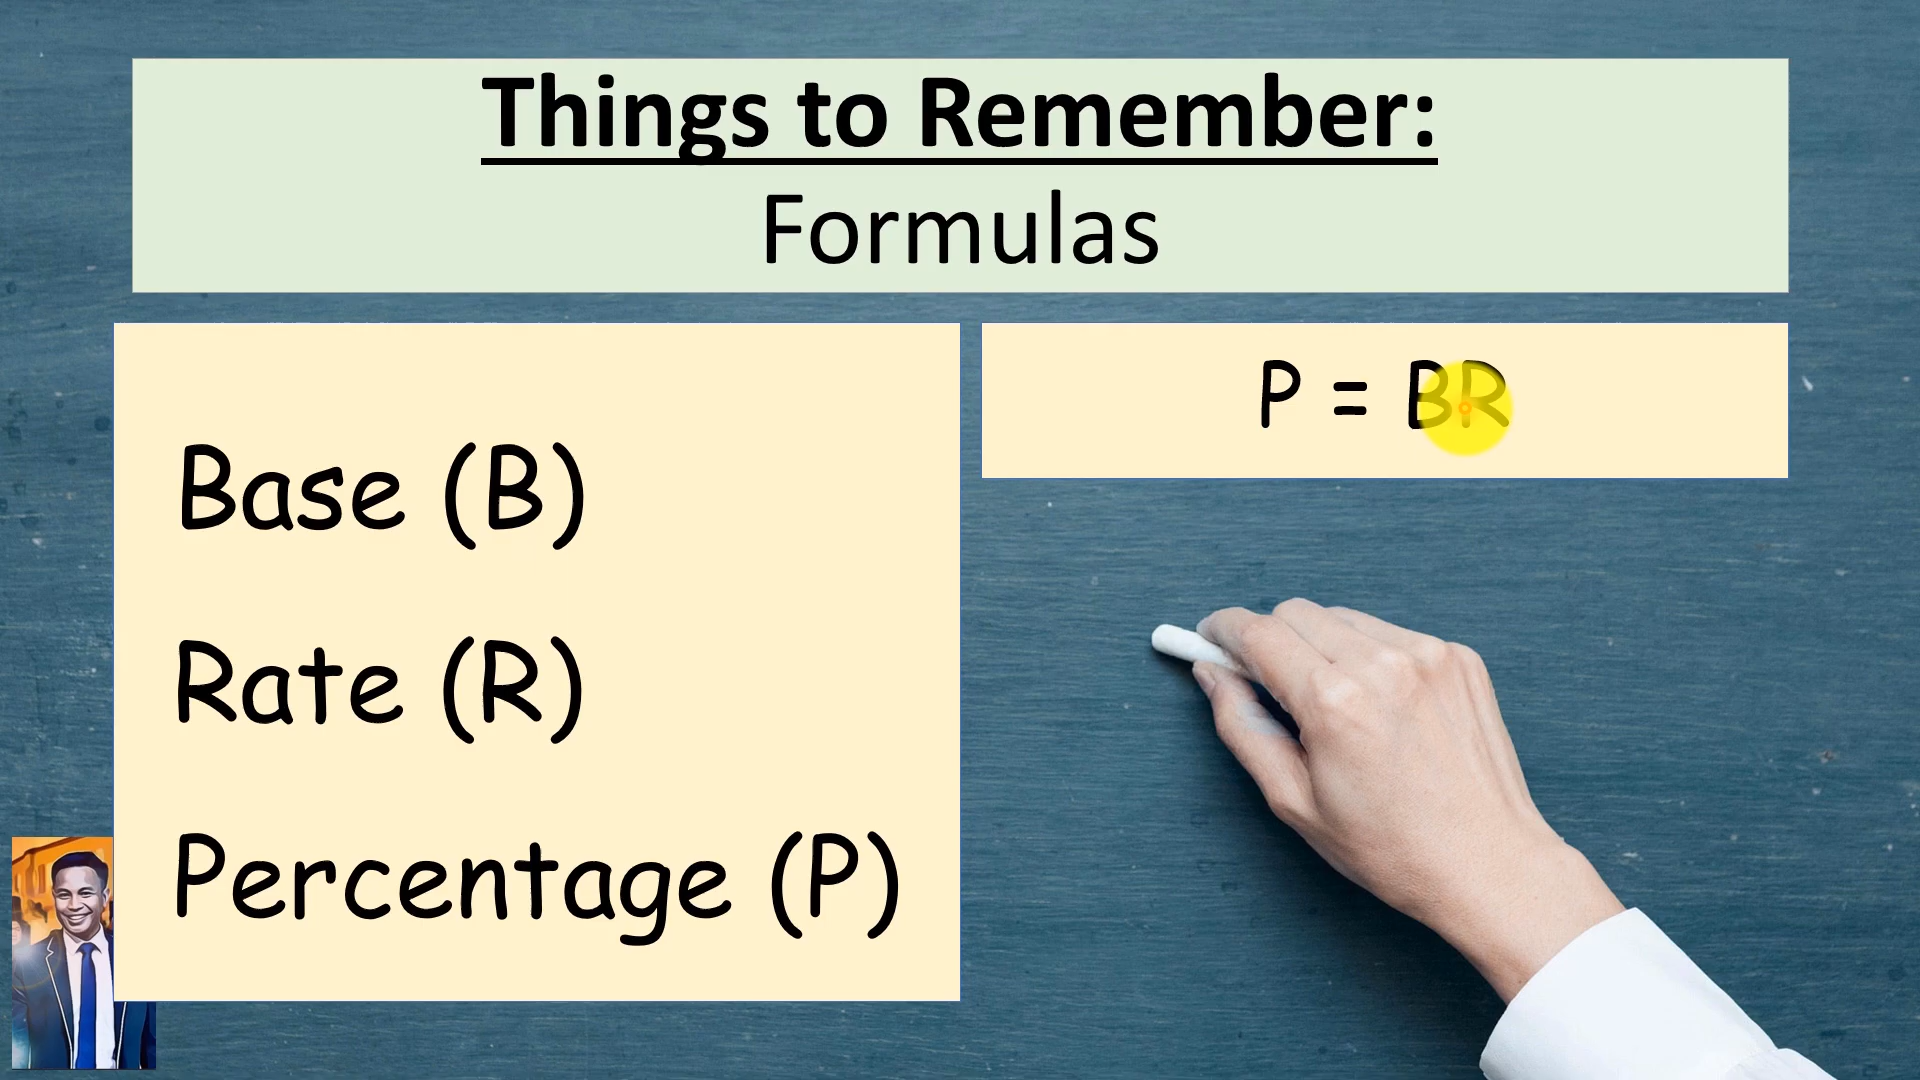 Things to Remember:
Formulas
Base (B)
Rate (R)
Percentage (P)
P = BR